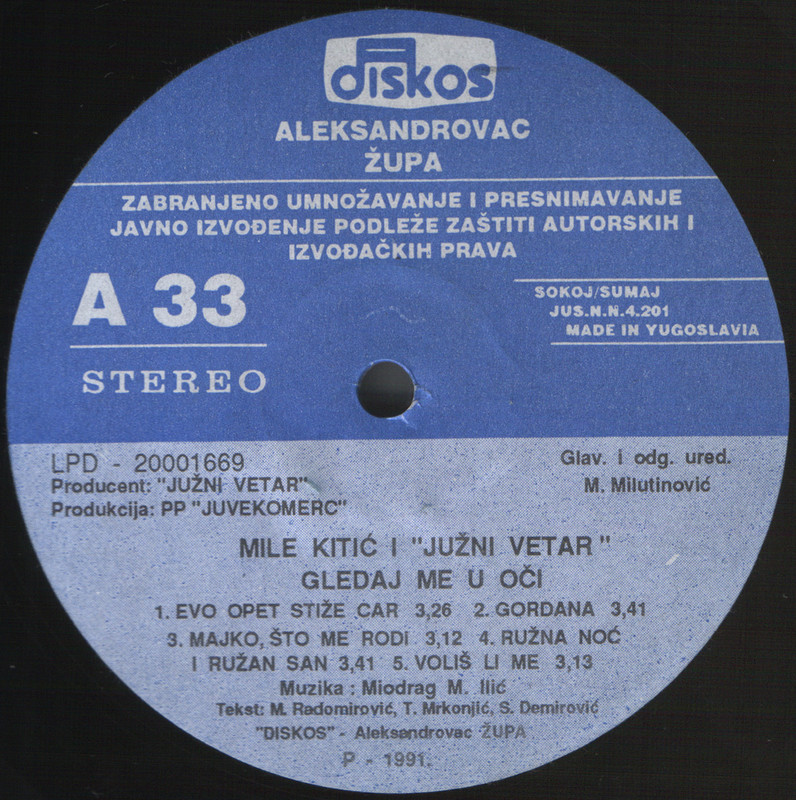 diskos
ALEKSANDROVAC
ŽUPA
ZABRANJENO UMNOŽAVANJE I PRESNIMAVANJE
JAVNO IZVOĐENJE PODLEŽE ZAŠTITI AUTORSKIH I
IZVOĐAČKIH PRAVA
A 33
STEREO
SOKOJ/SUMAJ
JUS.N.N.4.201
MADE IN YUGOSLAVIA
LPD - 20001669
Producent: "JUŽNI VETAR"
Produkcija: PP "JUVEKOMERC"
Glav. i odg. ured.
M. Milutinović
MILE KITIĆ I "JUŽNI VETAR"
GLEDAJ ME U OČI
1. EVO OPET STIŽE CAR 3,26 2. GORDANA 3,41
3. MAJKO, ŠTO ME RODI 3,12 4. RUŽNA NOĆ
I RUŽAN SAN 3,41 5. VOLIŠ LI ME 3,13
Muzika : Miodrag M. Ilić
Tekst: M. Radomirović, T. Mrkonjić, S. Demirović
"DISKOS" - Aleksandrovac ŽUPA
P - 1991.